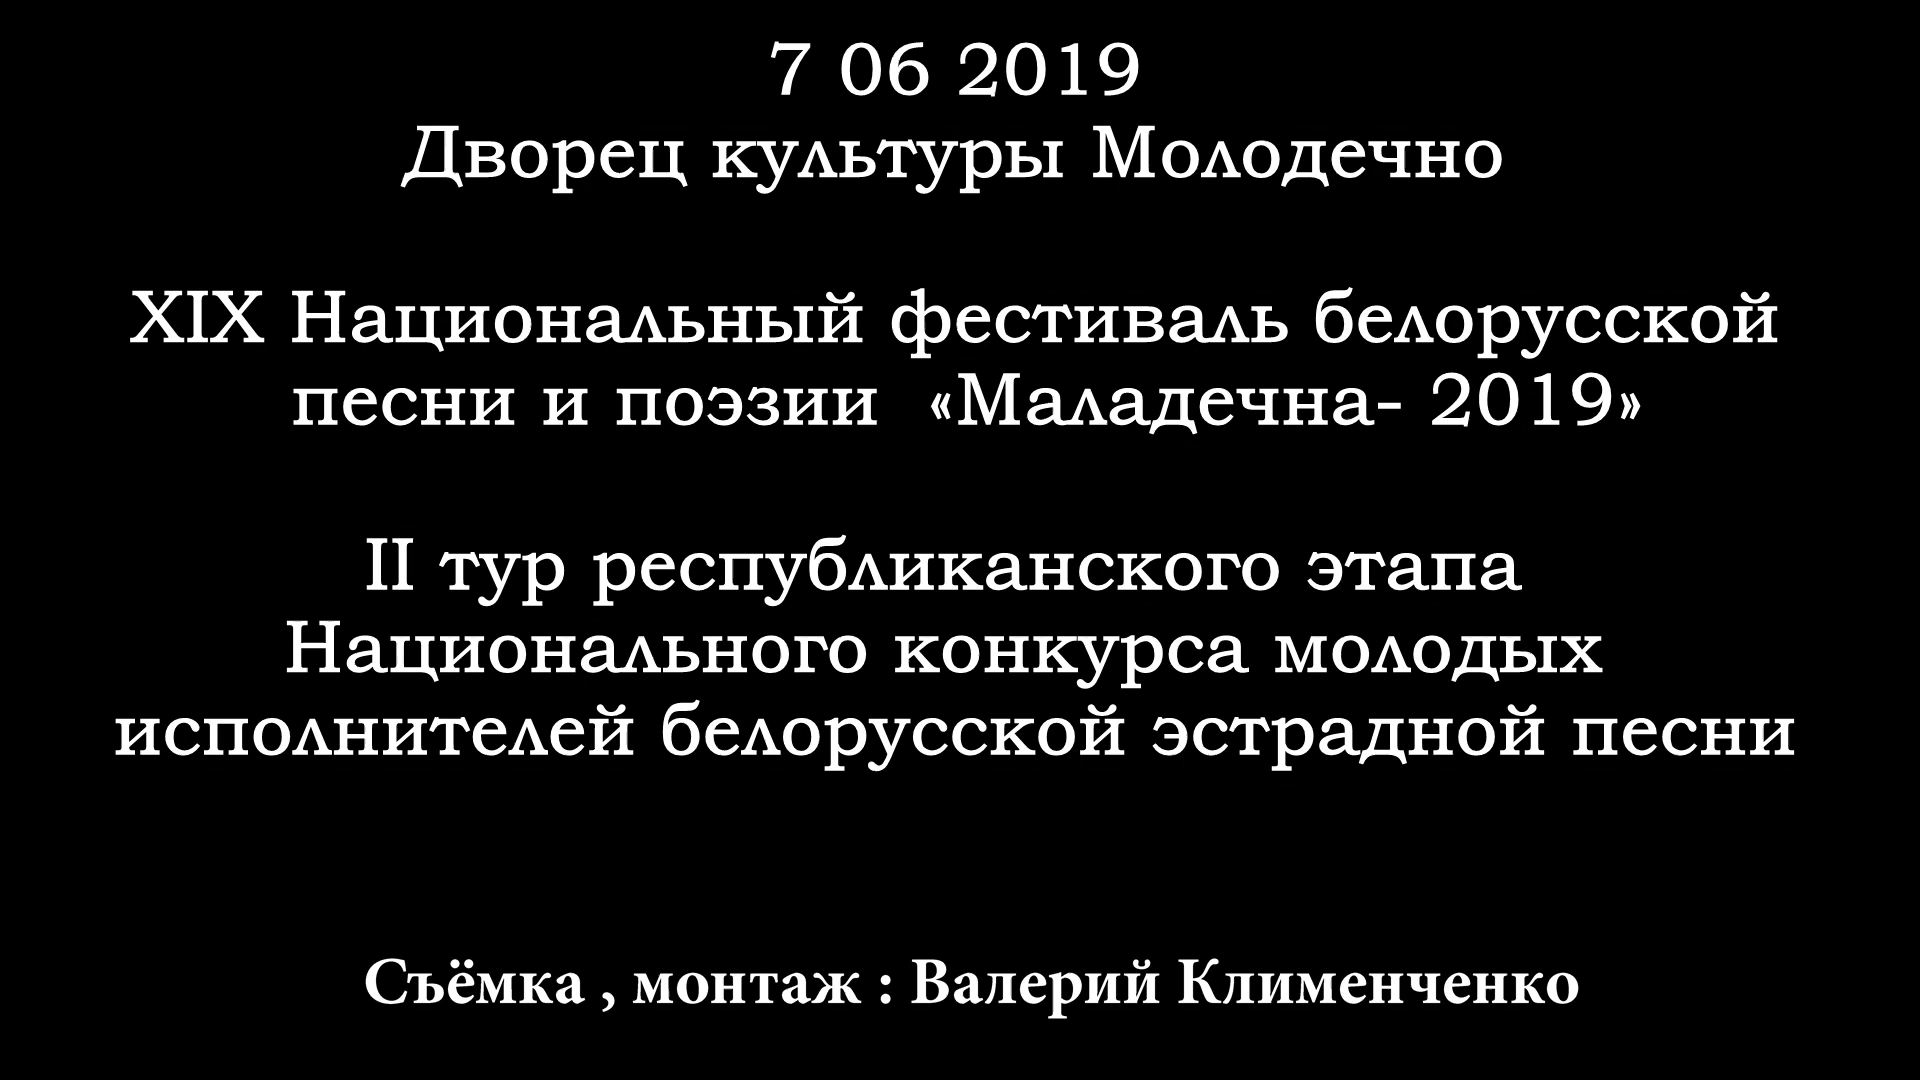 7 06 2019
Дворец культуры Молодечно
XIX Национальный фестиваль белорусской
песни и поэзии «Маладечна- 2019»
II тур республиканского этапа
Национального конкурса молодых
исполнителей белорусской эстрадной песни
Съёмка , монтаж : Валерий Клименченко